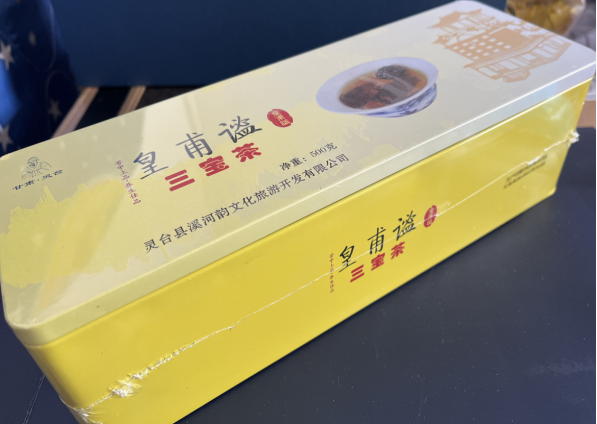 甘肃·灵台
皇甫谧
三宝茶
净重：500克
灵台县溪河韵文化旅游开发有限公司
皇甫谧
三宝茶